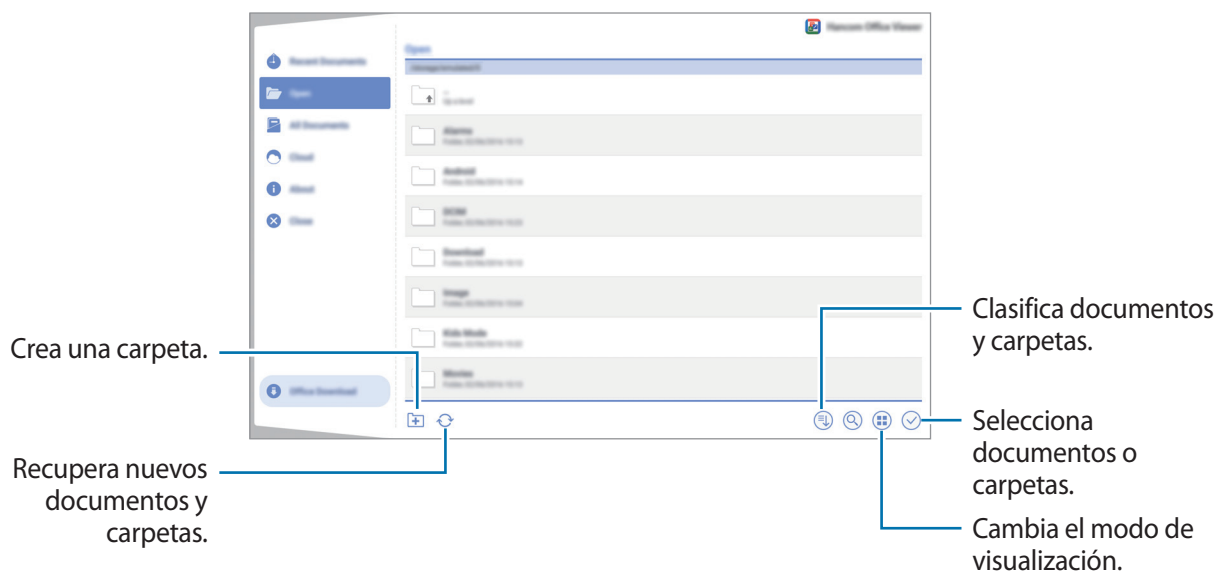 Hancom Office Viewer
Recent Documents
Open
Open
All Documents
Cloud
About
Close
Up a level
Alarms
Android
DCIM
Download
Image
Kids Mode
Movies
Office Download
Crea una carpeta.
Recupera nuevos
documentos y
carpetas.
Clasifica documentos
y carpetas.
Selecciona
documentos o
carpetas.
Cambia el modo de
visualización.